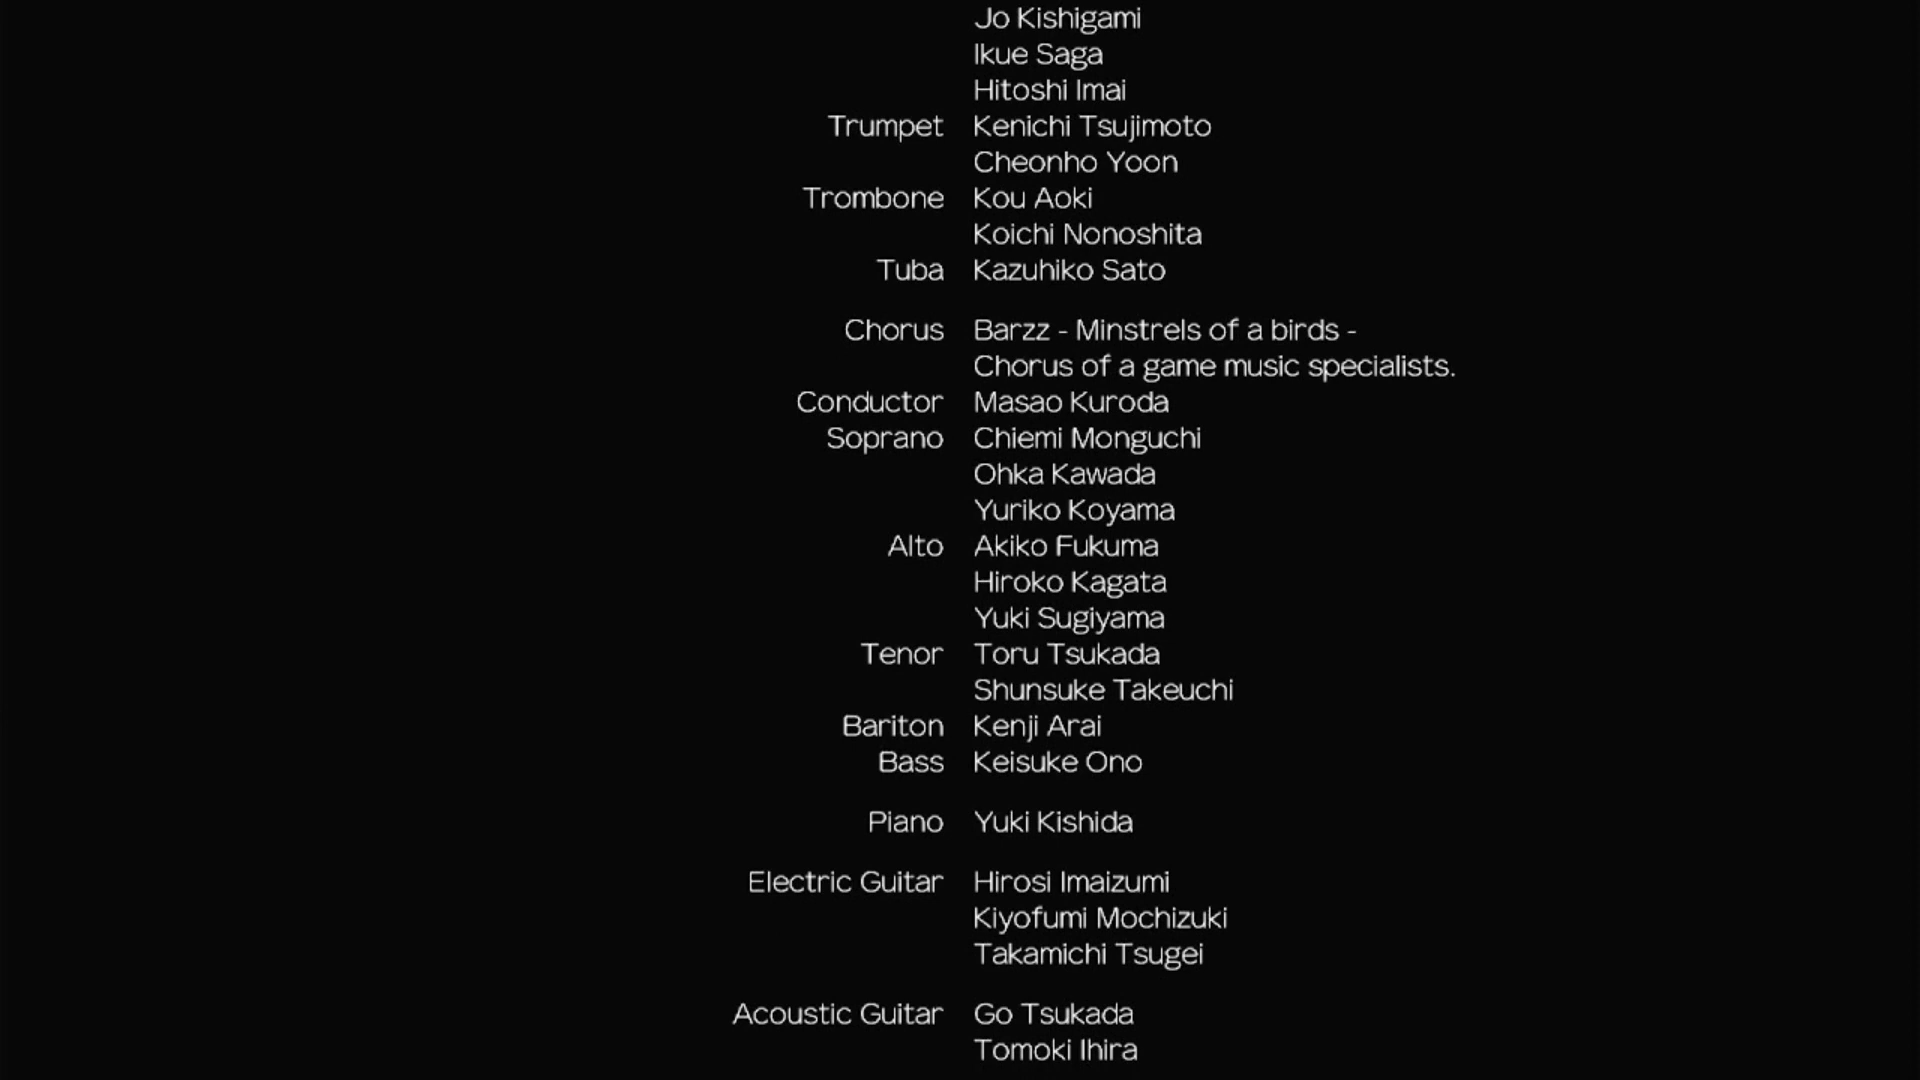 Jo Kishigami
Ikue Saga
Hitoshi Imai
Trumpet Kenichi Tsujimoto
Cheonho Yoon
Trombone Kou Aoki
Koichi Nonoshita
Tuba Kazuhiko Sato
Chorus Barzz - Minstrels of a birds -
Chorus of a game music specialists.
Conductor Masao Kuroda
Soprano Chiemi Monguchi
Ohka Kawada
Yuriko Koyama
Alto Akiko Fukuma
Hiroko Kagata
Yuki Sugiyama
Tenor Toru Tsukada
Shunsuke Takeuchi
Bariton Kenji Arai
Bass Keisuke Ono
Piano Yuki Kishida
Electric Guitar Hirosi Imaizumi
Kiyofumi Mochizuki
Takamichi Tsugei
Acoustic Guitar Go Tsukada
Tomoki Ihira